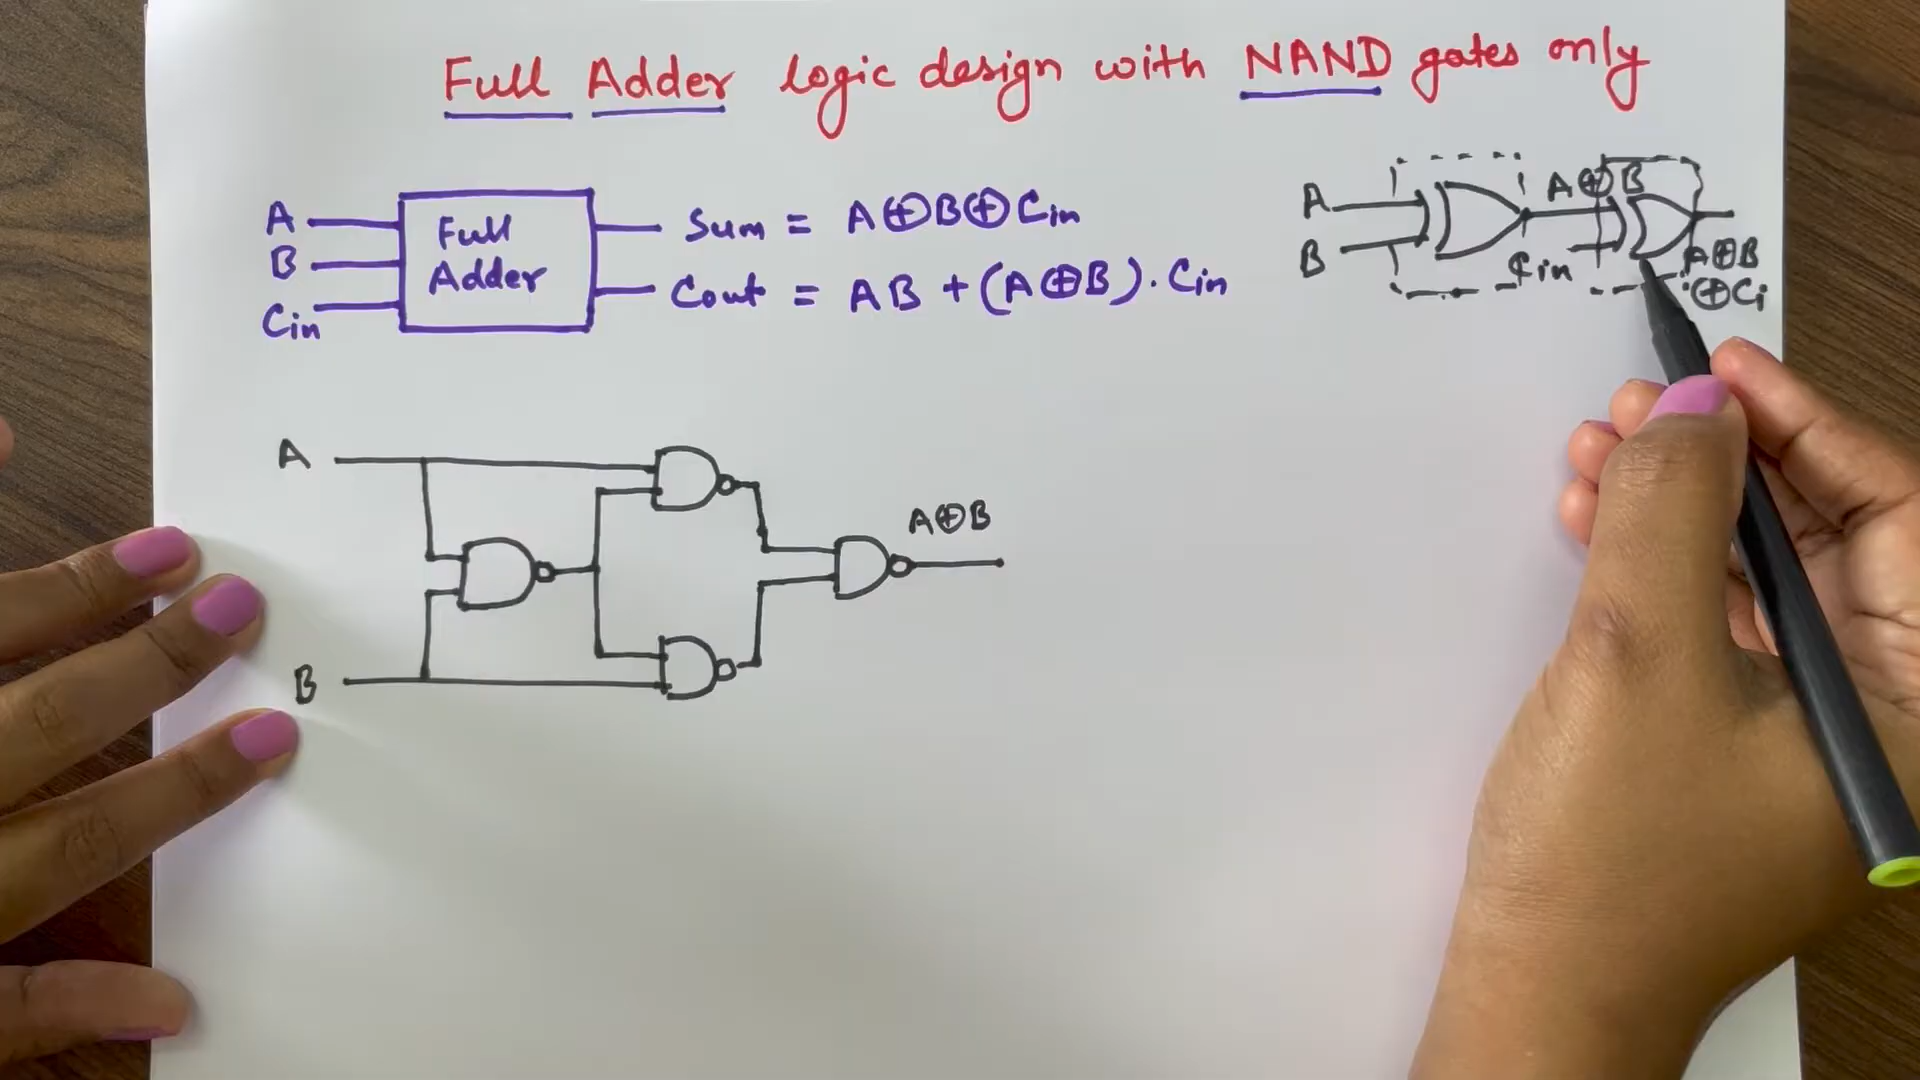 Full Adder logic design with NAND gates only
A
B
Cin
Full
Adder
Sum = A⊕B⊕Cin
Cout = AB + (A⊕B).Cin
A
B
A⊕B
Cin
A⊕B
⊕Ci
A
B
A⊕B